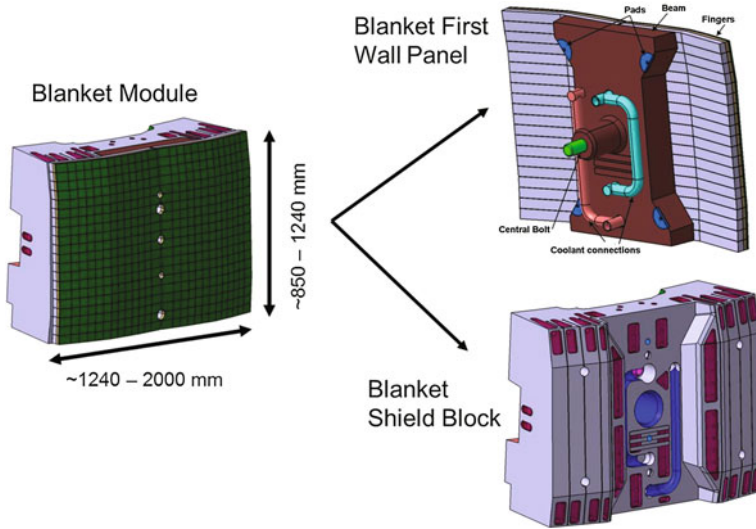 Blanket Module
~850 – 1240 mm
~1240 – 2000 mm
Blanket First
Wall Panel
Pads
Beam
Fingers
Central Bolt
Coolant connections
Blanket
Shield Block